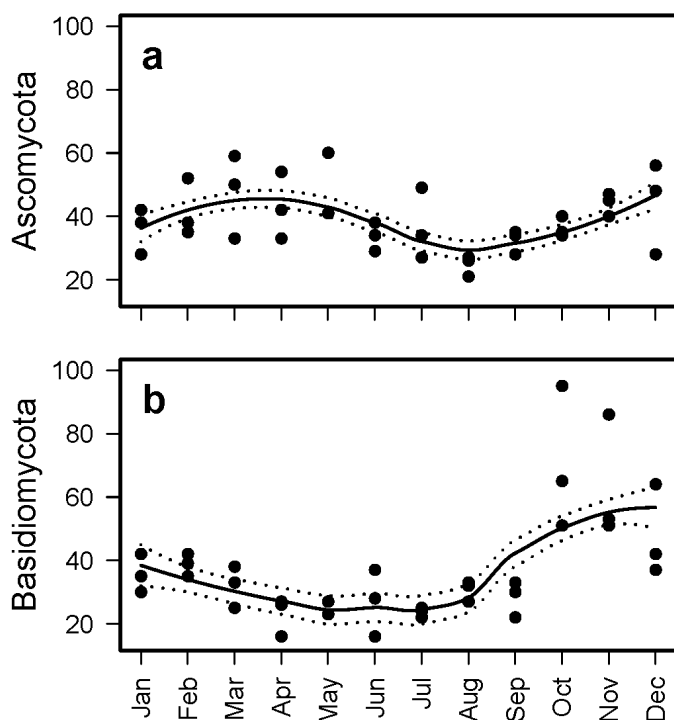 a
Ascomycota
100
80
60
40
20
b
Basidiomycota
100
80
60
40
20
Jan
Feb
Mar
Apr
May
Jun
Jul
Aug
Sep
Oct
Nov
Dec